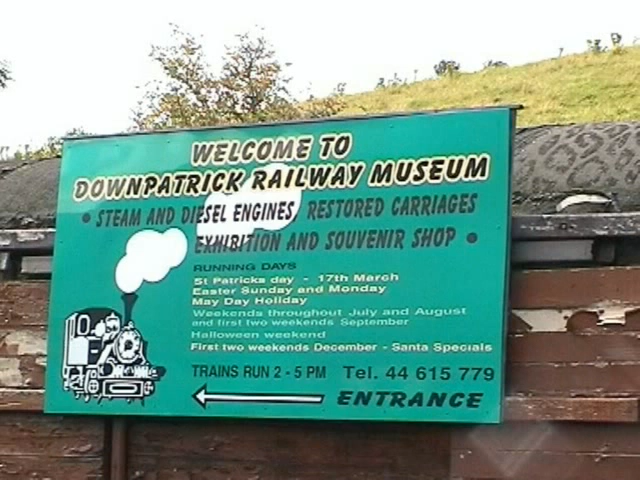 WELCOME TO
DOWNPATRICK RAILWAY MUSEUM
• STEAM AND DIESEL ENGINES, RESTORED CARRIAGES
EXHIBITION AND SOUVENIR SHOP •
RUNNING DAYS
St Patricks day - 17th March
Easter Sunday and Monday
May Day Holiday
Weekends throughout July and August
and first two weekends September
Halloween weekend
First two weekends December - Santa Specials
TRAINS RUN 2 - 5 PM Tel. 44 615 779
ENTRANCE